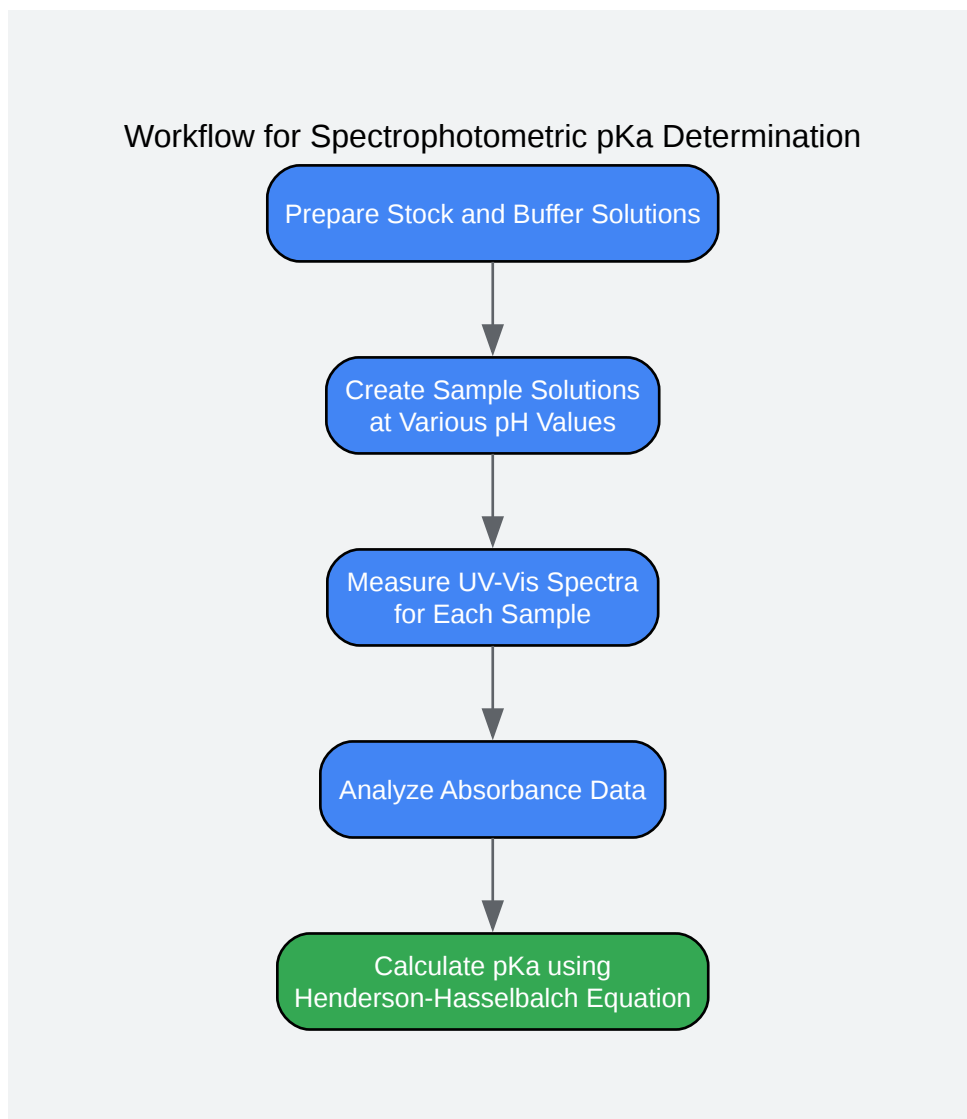 Workflow for Spectrophotometric pKa Determination
Prepare Stock and Buffer Solutions
Create Sample Solutions
at Various pH Values
Measure UV-Vis Spectra
for Each Sample
Analyze Absorbance Data
Calculate pKa using
Henderson-Hasselbalch Equation